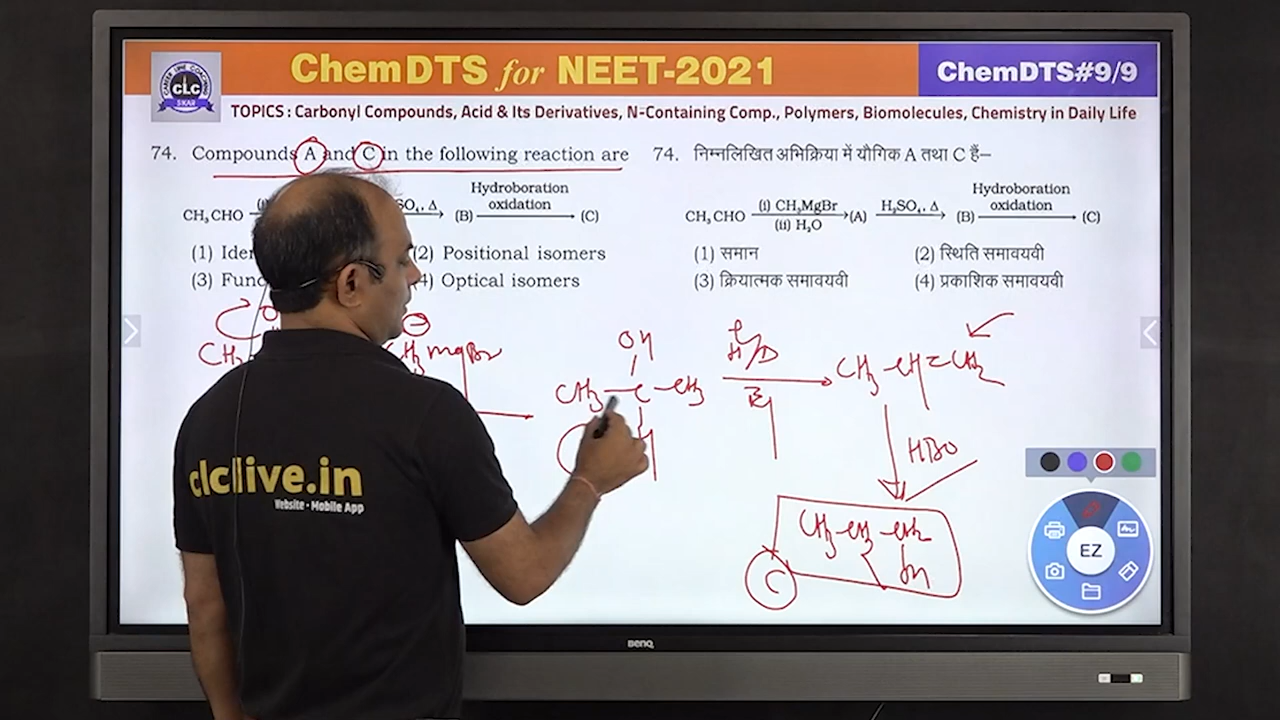 ChemDTS for NEET-2021
ChemDTS#9/9
CLC
SIKAR
TOPICS : Carbonyl Compounds, Acid & Its Derivatives, N-Containing Comp., Polymers, Biomolecules, Chemistry in Daily Life
74. Compounds A and C in the following reaction are
Hydroboration
oxidation
CH₃CHO SO₄, Δ (B) (C)
(2) Positional isomers
(3) Func
(4) Optical isomers
74. निम्नलिखित अभिक्रिया में यौगिक A तथा C हैं—
Hydroboration
oxidation
CH₃CHO (i) CH₃MgBr (ii) H₂O (A) H₂SO₄, Δ (B) (C)
(1) समान (2) स्थिति समावयवी
(3) क्रियात्मक समावयवी (4) प्रकाशिक समावयवी
CH₃ CH₃MgBr
OH
CH₃—C—CH₃
H
CH₃—CH=CH₂
HBO
CH₃—CH₂—CH₂
OH
C
clclive.in
Website • Mobile App
EZ
BenQ